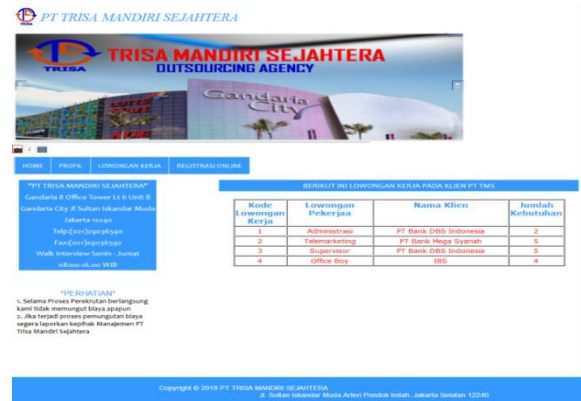 PT TRISA MANDIRI SEJAHTERA
TRISA MANDIRI SEJAHTERA
OUTSOURCING AGENCY
TRISA
Gandaria
City
2
HOME PROFIL LOWONGAN KERJA REGISTRASI ONLINE
"PT TRISA MANDIRI SEJAHTERA"
Gandaria 8 Office Tower Lt 6 Unit B
Gandaria City Jl Sultan Iskandar Muda
Jakarta 12240
Telp:(021)29036590
Fax:(021)29036592
Walk Interview Senin - Jumat
08:00-16.00 WIB
"PERHATIAN"
1. Selama Proses Perekrutan berlangsung
kami tidak memungut biaya apapun
2. Jika terjadi proses pemungutan biaya
segera laporkan kepihak Manajemen PT
Trisa Mandiri Sejahtera
BERIKUT INI LOWONGAN KERJA PADA KLIEN PT TMS
Kode Lowongan Kerja Lowongan Pekerjaa Nama Klien Jumlah Kebutuhan
1 Administrasi PT Bank DBS Indonesia 2
2 Telemarketing PT Bank Mega Syariah 5
3 Supervisor PT Bank DBS Indonesia 5
4 Office Boy IBS 4
Copyright © 2018 PT TRISA MANDIRI SEJAHTERA
Jl. Sultan Iskandar Muda Arteri Pondok Indah, Jakarta Selatan 12240